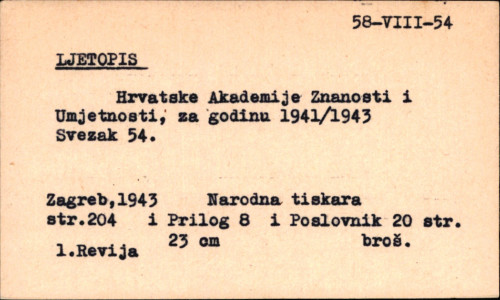 58-VIII-54
LJETOPIS
Hrvatske Akademije Znanosti i
Umjetnosti, za godinu 1941/1943
Svezak 54.
Zagreb,1943 Narodna tiskara
str.204 i Prilog 8 i Poslovnik 20 str.
23 cm broš.
l.Revija